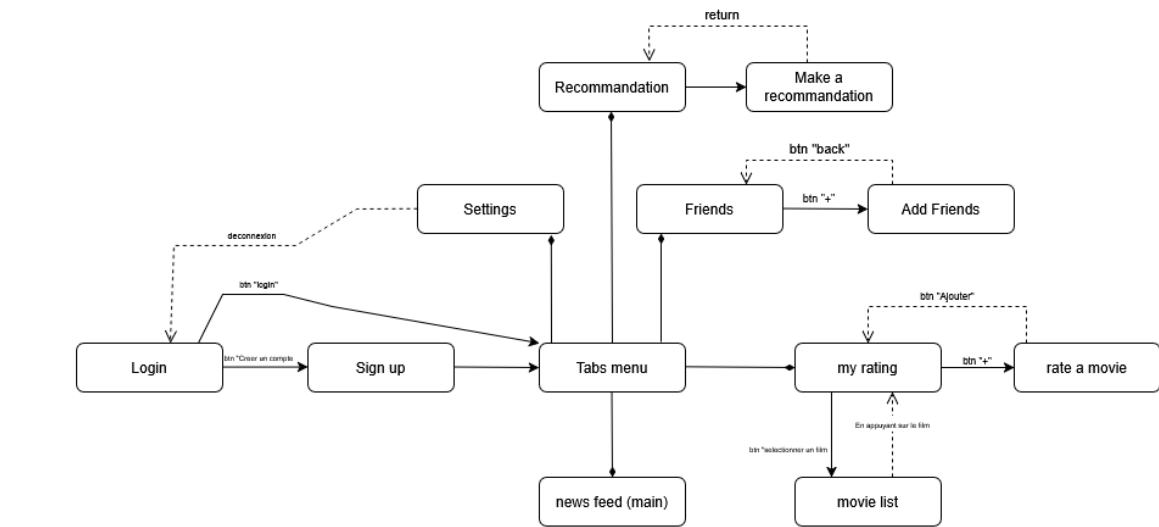 return
Recommandation
Make a
recommandation
btn "back"
Settings
Friends
btn "+"
Add Friends
deconnexion
btn "login"
btn "Ajouter"
Login
btn "Creer un compte
Sign up
Tabs menu
my rating
btn "+"
rate a movie
En appuyant sur le film
btn "selectionner un film
news feed (main)
movie list